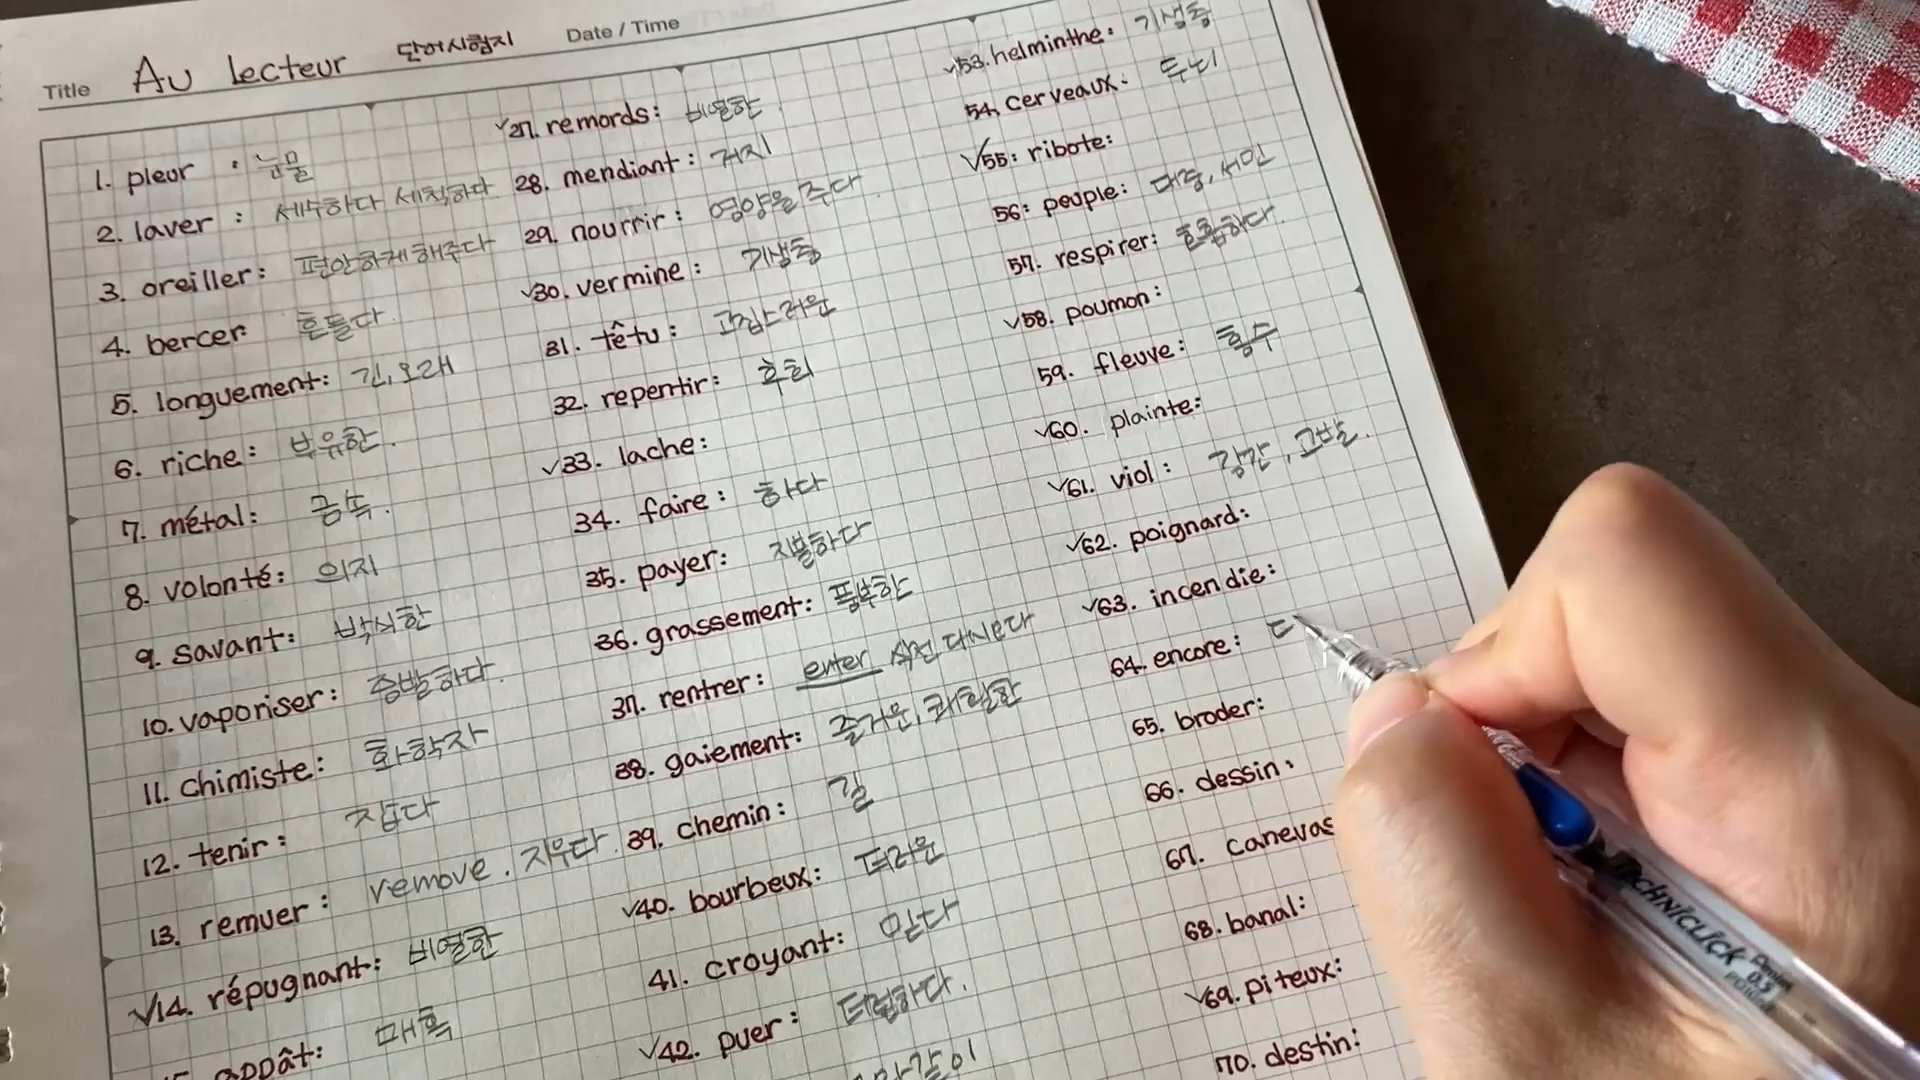 Title Au lecteur 단어시험지 Date / Time
1. pleur : 눈물
2. laver : 세수하다 세척하다
3. oreiller: 편안하게해주다
4. bercer: 흔들다.
5. longuement: 긴, 오래
6. riche: 부유한.
7. métal: 금속.
8. volonté: 의지
9. savant: 박식한
10. vaporiser: 증발하다.
11. chimiste: 화학자
12. tenir: 잡다
13. remuer: remove. 지우다.
✓14. répugnant: 비열한
15. appât: 매혹
✓27. remords: 비열한.
28. mendiant: 거지
29. nourrir: 영양을 주다.
✓30. vermine: 기생충
31. têtu: 고집스러운
32. repentir: 후회
✓33. lache:
34. faire: 하다
35. payer: 지불하다
36. grassement: 풍부한
37. rentrer: enter
38. gaiement: 즐거운, 쾌활한
39. chemin: 길
✓40. bourbeux: 더러운
41. croyant: 믿다
✓42. puer: 더럽하다.
같이
✓53. helminthe: 기생충
54. cerveaux: 두뇌
✓55: ribote:
56: peuple: 대중, 서민
57. respirer: 호흡하다.
✓58. poumon:
59. fleuve: 홍수
✓60. plainte:
✓61. viol: 강간, 고발.
✓62. poignard:
✓63. incendie:
64. encore:
65. broder:
66. dessin:
67. canevas
68. banal:
✓69. piteux:
70. destin:
TECHNICLICK Pentel 0.5